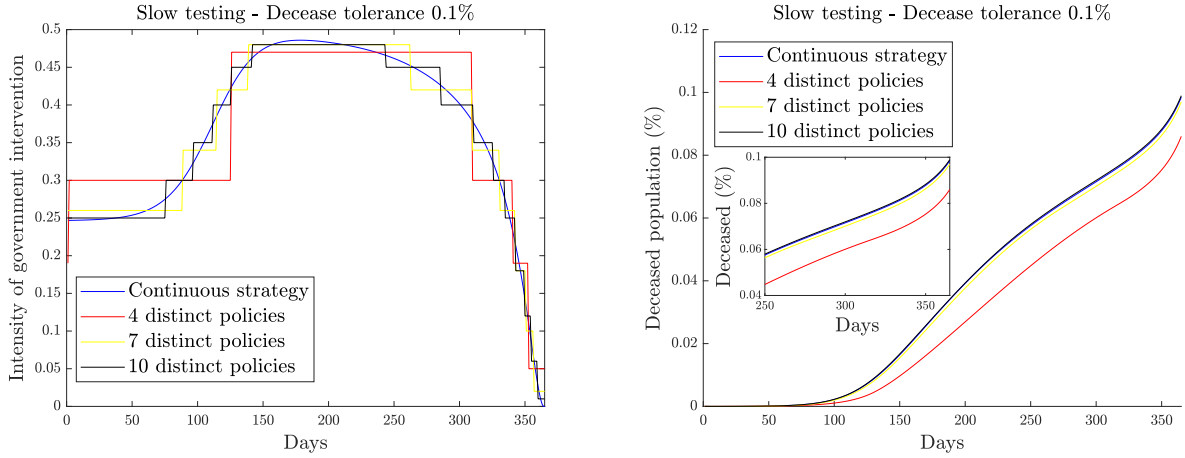 Slow testing - Decease tolerance 0.1%
Intensity of government intervention
0.5
0.45
0.4
0.35
0.3
0.25
0.2
0.15
0.1
0.05
0
Continuous strategy
4 distinct policies
7 distinct policies
10 distinct policies
0 50 100 150 200 250 300 350
Days
Slow testing - Decease tolerance 0.1%
Deceased population (%)
0.12
0.1
0.08
0.06
0.04
0.02
0
Continuous strategy
4 distinct policies
7 distinct policies
10 distinct policies
Deceased (%)
0.1
0.08
0.06
0.04
250 300 350
Days
0 50 100 150 200 250 300 350
Days